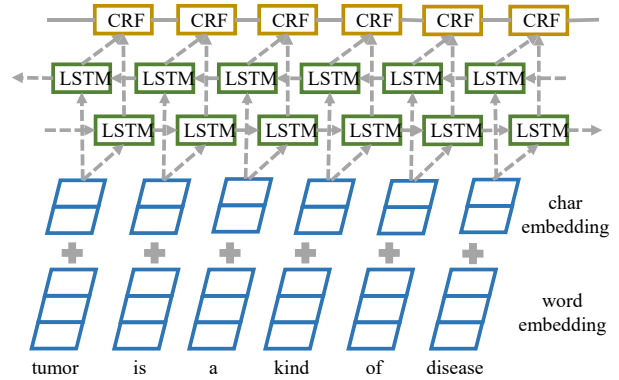 CRF CRF CRF CRF CRF CRF
LSTM LSTM LSTM LSTM LSTM LSTM
LSTM LSTM LSTM LSTM LSTM LSTM
char
embedding
word
embedding
tumor is a kind of disease